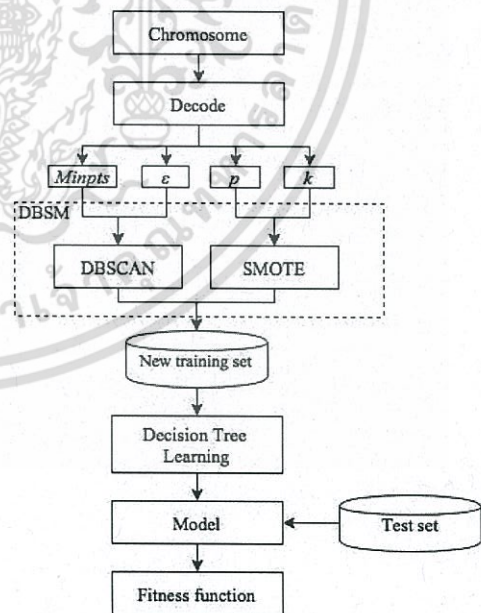 Chromosome
Decode
Minpts ε p k
DBSM
DBSCAN SMOTE
New training set
Decision Tree
Learning
Model Test set
Fitness function